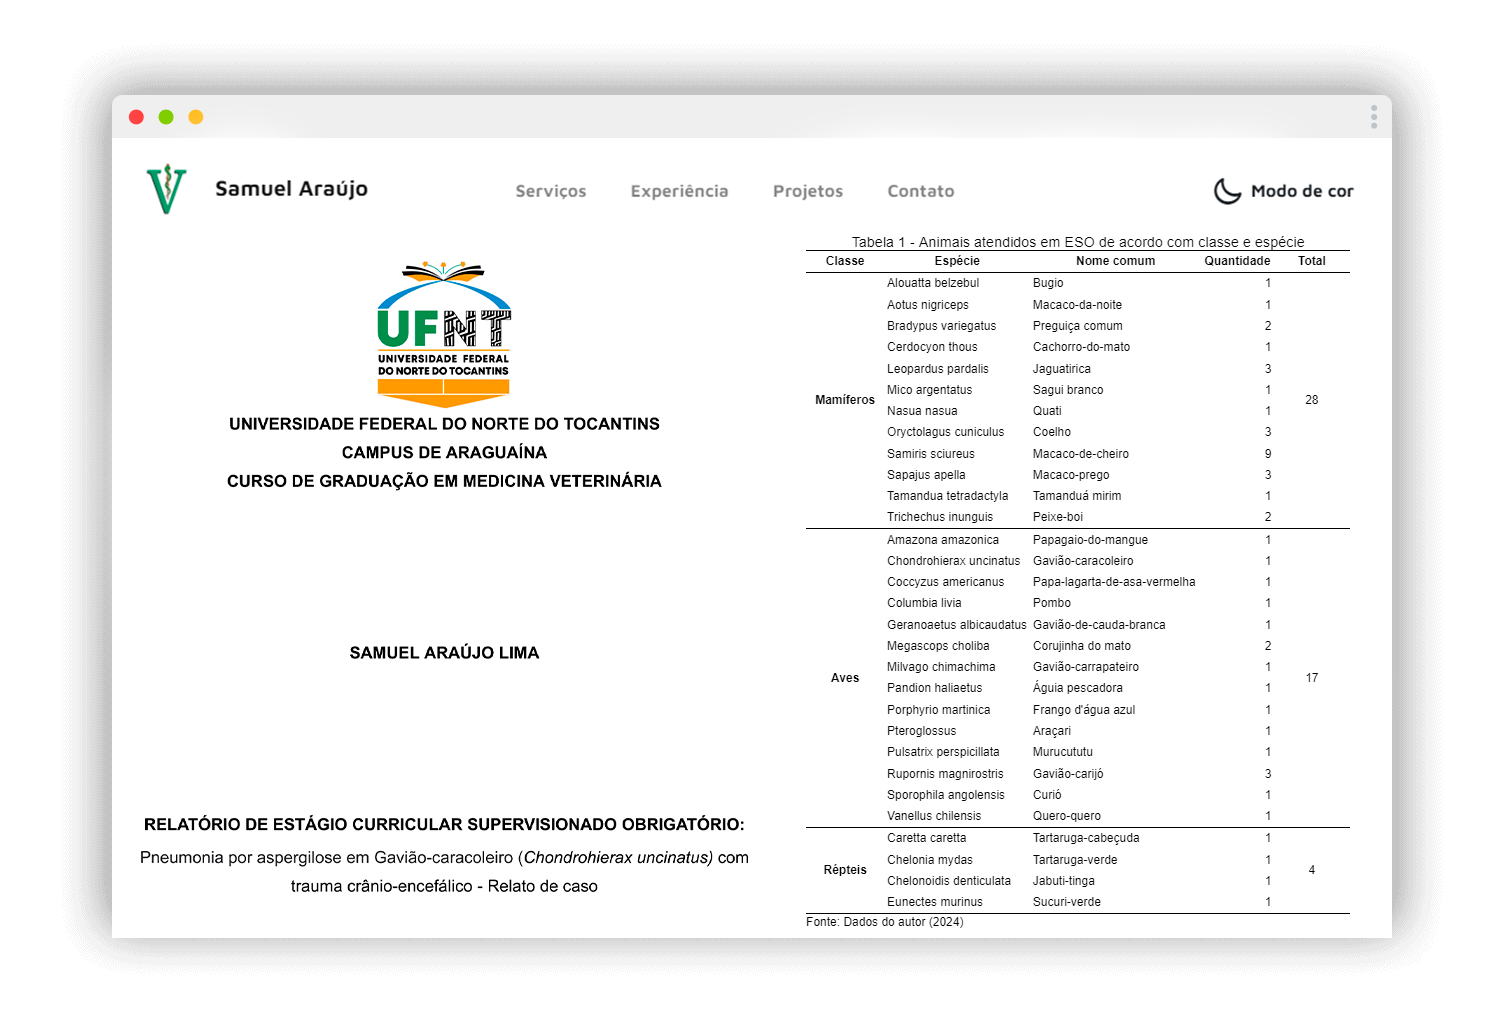 Samuel Araújo
Serviços Experiência Projetos Contato
Modo de cor
UFNT
UNIVERSIDADE FEDERAL
DO NORTE DO TOCANTINS
UNIVERSIDADE FEDERAL DO NORTE DO TOCANTINS
CAMPUS DE ARAGUAÍNA
CURSO DE GRADUAÇÃO EM MEDICINA VETERINÁRIA
SAMUEL ARAÚJO LIMA
RELATÓRIO DE ESTÁGIO CURRICULAR SUPERVISIONADO OBRIGATÓRIO:
Pneumonia por aspergilose em Gavião-caracoleiro (Chondrohierax uncinatus) com
trauma crânio-encefálico - Relato de caso
Tabela 1 - Animais atendidos em ESO de acordo com classe e espécie
Classe Espécie Nome comum Quantidade Total
Alouatta belzebul Bugio 1
Aotus nigriceps Macaco-da-noite 1
Bradypus variegatus Preguiça comum 2
Cerdocyon thous Cachorro-do-mato 1
Leopardus pardalis Jaguatirica 3
Mico argentatus Sagui branco 1
Mamíferos 28
Nasua nasua Quati 1
Oryctolagus cuniculus Coelho 3
Samiris sciureus Macaco-de-cheiro 9
Sapajus apella Macaco-prego 3
Tamandua tetradactyla Tamanduá mirim 1
Trichechus inunguis Peixe-boi 2
Amazona amazonica Papagaio-do-mangue 1
Chondrohierax uncinatus Gavião-caracoleiro 1
Coccyzus americanus Papa-lagarta-de-asa-vermelha 1
Columbia livia Pombo 1
Geranoaetus albicaudatus Gavião-de-cauda-branca 1
Megascops choliba Corujinha do mato 2
Milvago chimachima Gavião-carrapateiro 1
Aves 17
Pandion haliaetus Águia pescadora 1
Porphyrio martinica Frango d'água azul 1
Pteroglossus Araçari 1
Pulsatrix perspicillata Murucututu 1
Rupornis magnirostris Gavião-carijó 3
Sporophila angolensis Curió 1
Vanellus chilensis Quero-quero 1
Caretta caretta Tartaruga-cabeçuda 1
Chelonia mydas Tartaruga-verde 1
Répteis 4
Chelonoidis denticulata Jabuti-tinga 1
Eunectes murinus Sucuri-verde 1
Fonte: Dados do autor (2024)